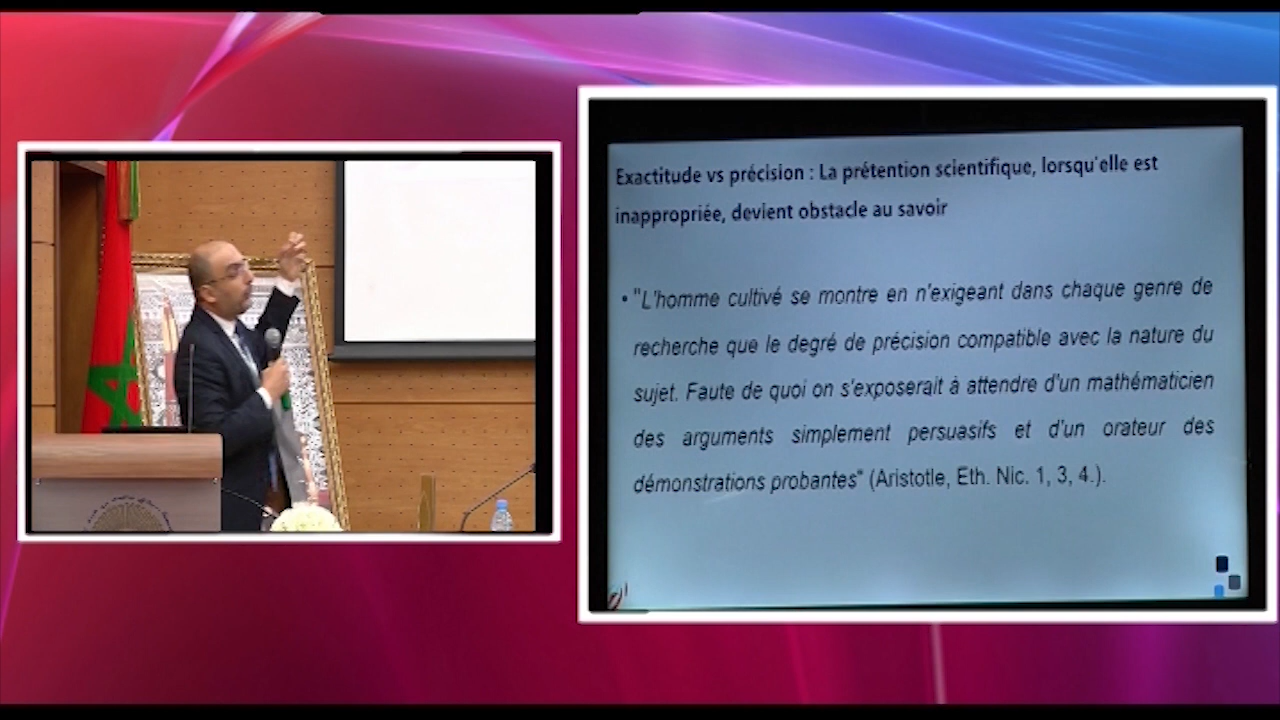 Exactitude vs précision : La prétention scientifique, lorsqu'elle est
inappropriée, devient obstacle au savoir
• "L'homme cultivé se montre en n'exigeant dans chaque genre de
recherche que le degré de précision compatible avec la nature du
sujet. Faute de quoi on s'exposerait à attendre d'un mathématicien
des arguments simplement persuasifs et d'un orateur des
démonstrations probantes" (Aristotle, Eth. Nic. 1, 3, 4.).